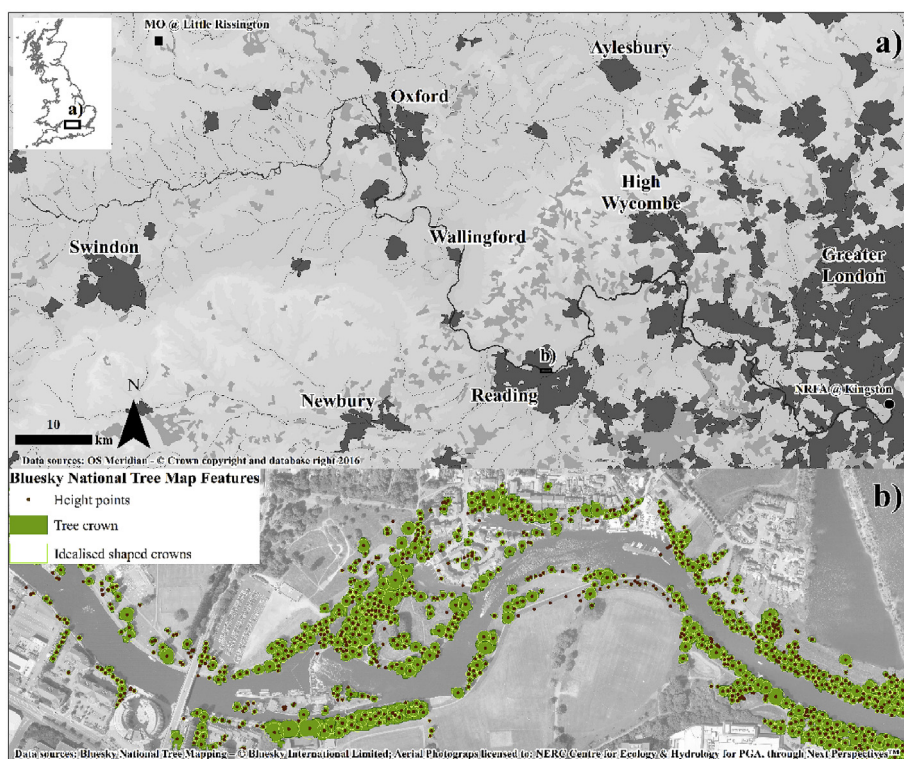 MO @ Little Rissington
a)
a)
Aylesbury
Oxford
High
Wycombe
Wallingford
Swindon
Greater
London
b)
N
Newbury
Reading
NRFA @ Kingston
10
km
Data sources: OS Meridian - © Crown copyright and database right 2016
Bluesky National Tree Map Features
Height points
Tree crown
Idealised shaped crowns
b)
Data sources: Bluesky National Tree Mapping – © Bluesky International Limited; Aerial Photograps licensed to: NERC Centre for Ecology & Hydrology for PGA, through Next Perspectives™